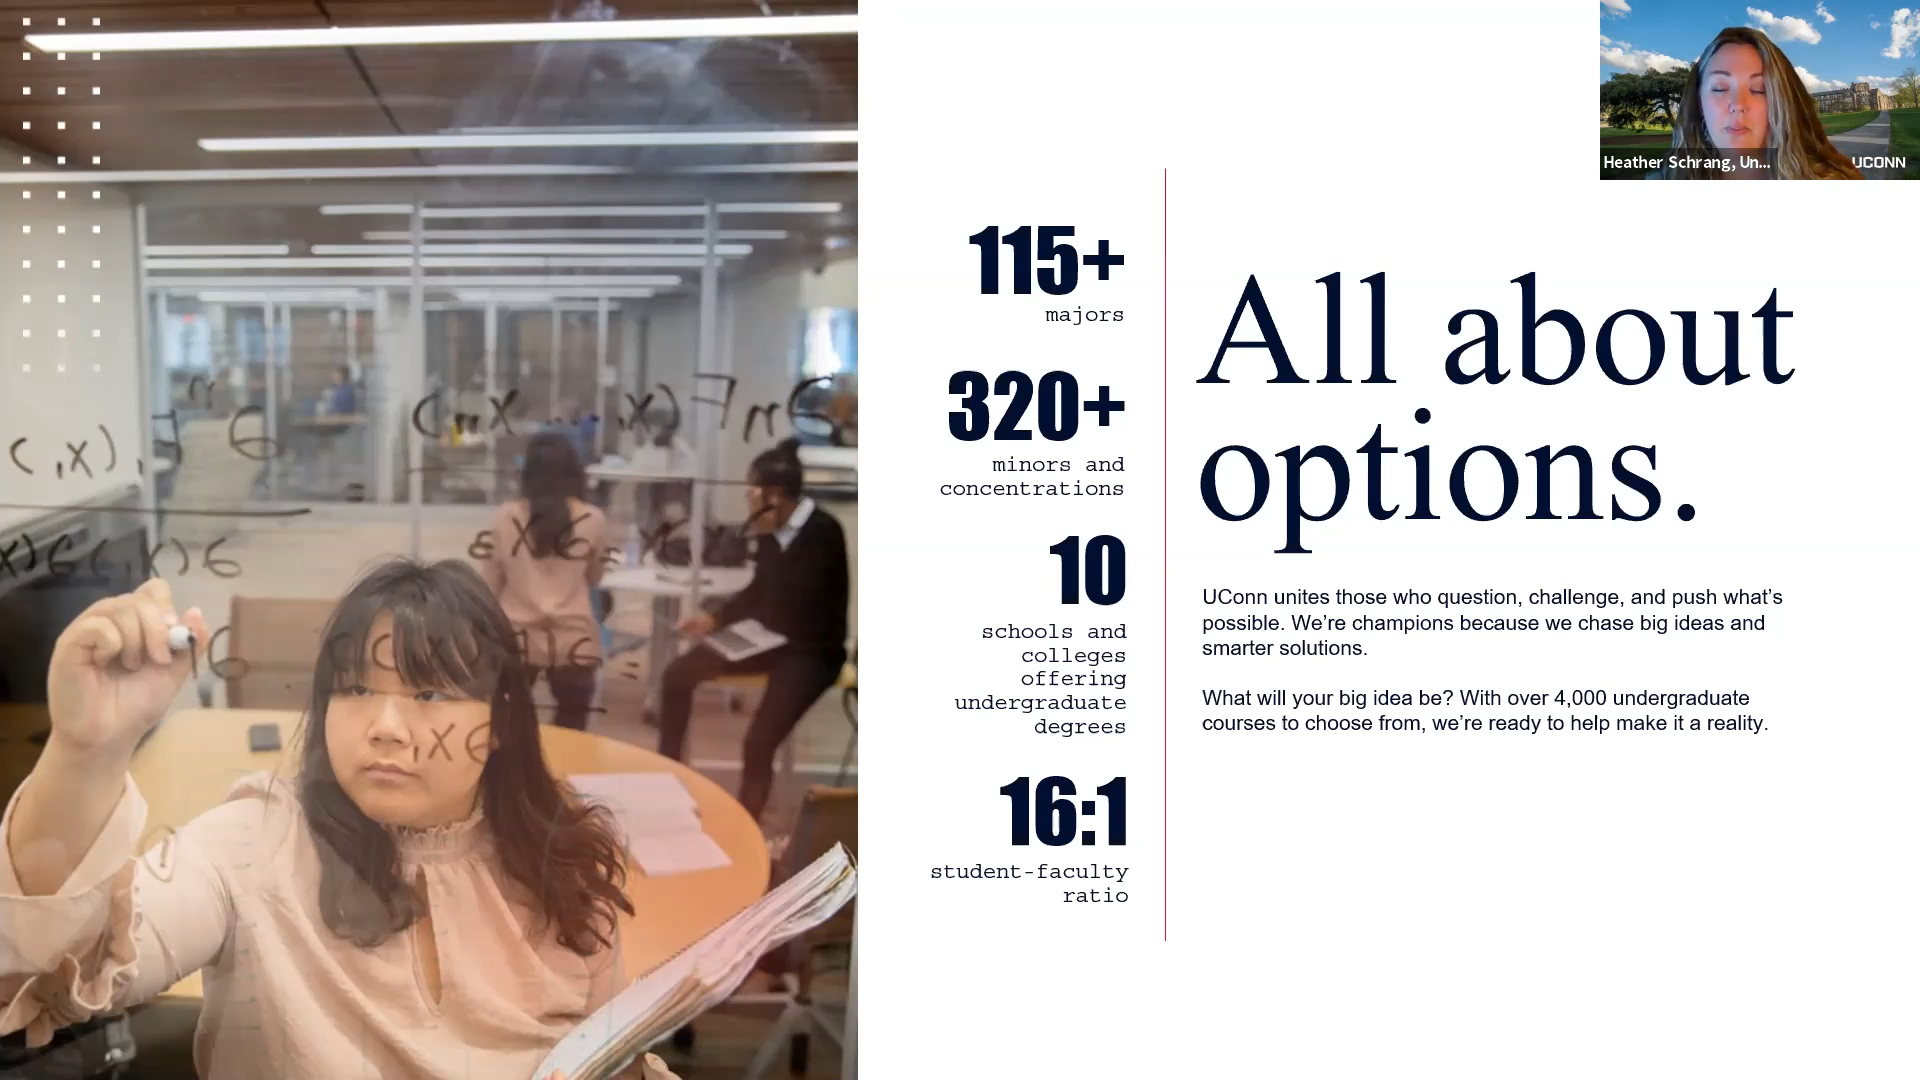 Heather Schrang, Un...
UCONN
115+
majors
320+
minors and
concentrations
10
schools and
colleges
offering
undergraduate
degrees
16:1
student-faculty
ratio
All about
options.
UConn unites those who question, challenge, and push what’s
possible. We’re champions because we chase big ideas and
smarter solutions.
What will your big idea be? With over 4,000 undergraduate
courses to choose from, we’re ready to help make it a reality.